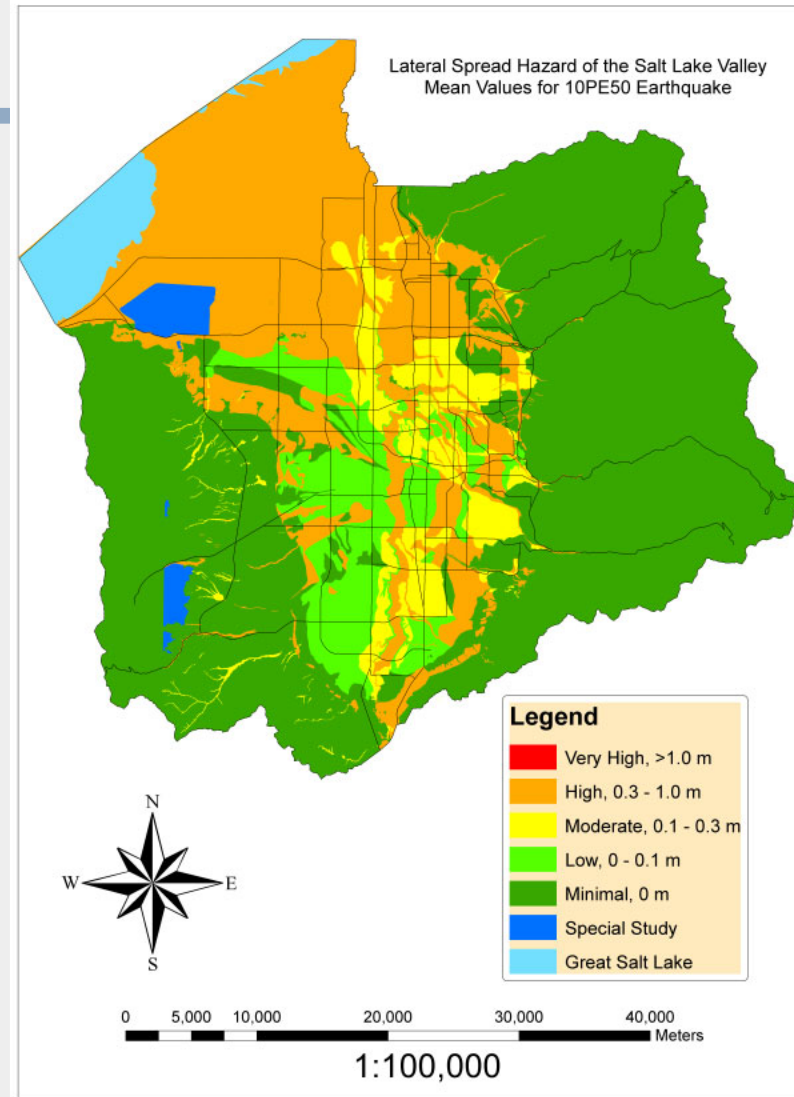 Lateral Spread Hazard of the Salt Lake Valley
Mean Values for 10PE50 Earthquake
Legend
Very High, >1.0 m
High, 0.3 - 1.0 m
Moderate, 0.1 - 0.3 m
Low, 0 - 0.1 m
Minimal, 0 m
Special Study
Great Salt Lake
N
W E
S
0 5,000 10,000 20,000 30,000 40,000
Meters
1:100,000